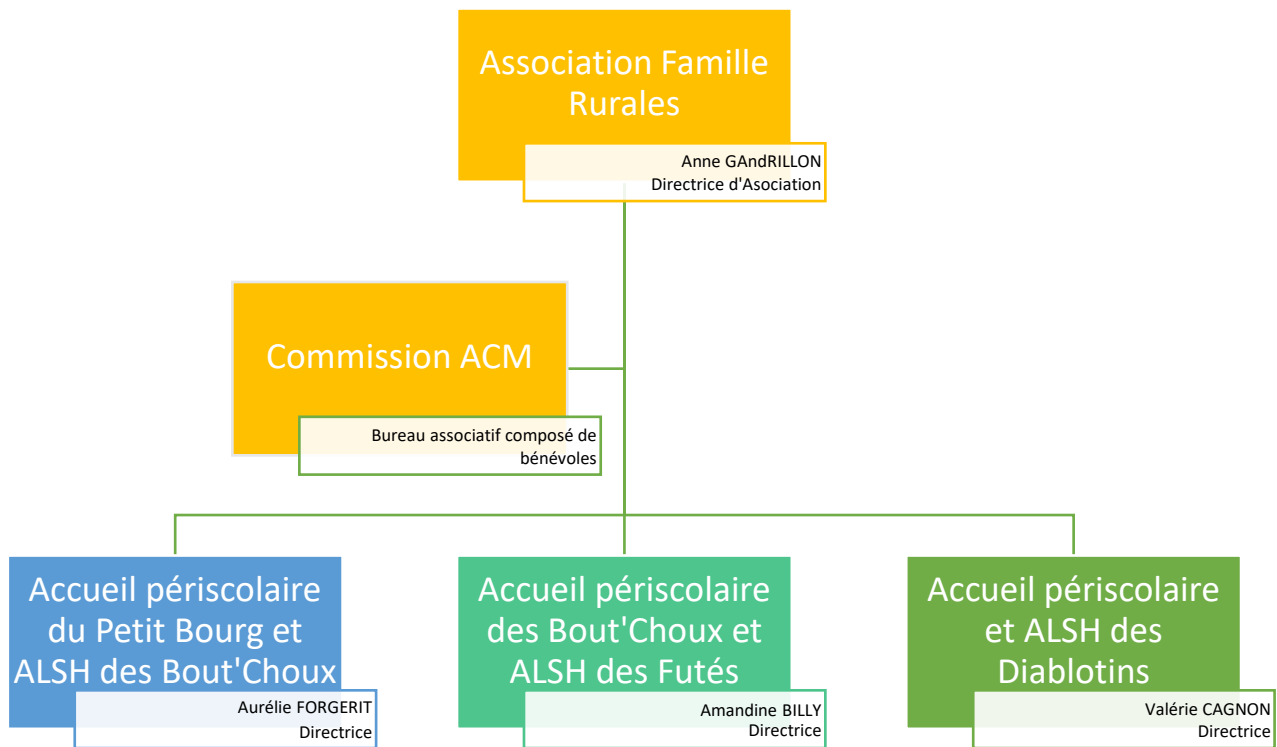 Association Famille
Rurales
Anne GAndRILLON
Directrice d'Asociation
Commission ACM
Bureau associatif composé de
bénévoles
Accueil périscolaire
du Petit Bourg et
ALSH des Bout'Choux
Aurélie FORGERIT
Directrice
Accueil périscolaire
des Bout'Choux et
ALSH des Futés
Amandine BILLY
Directrice
Accueil périscolaire
et ALSH des
Diablotins
Valérie CAGNON
Directrice